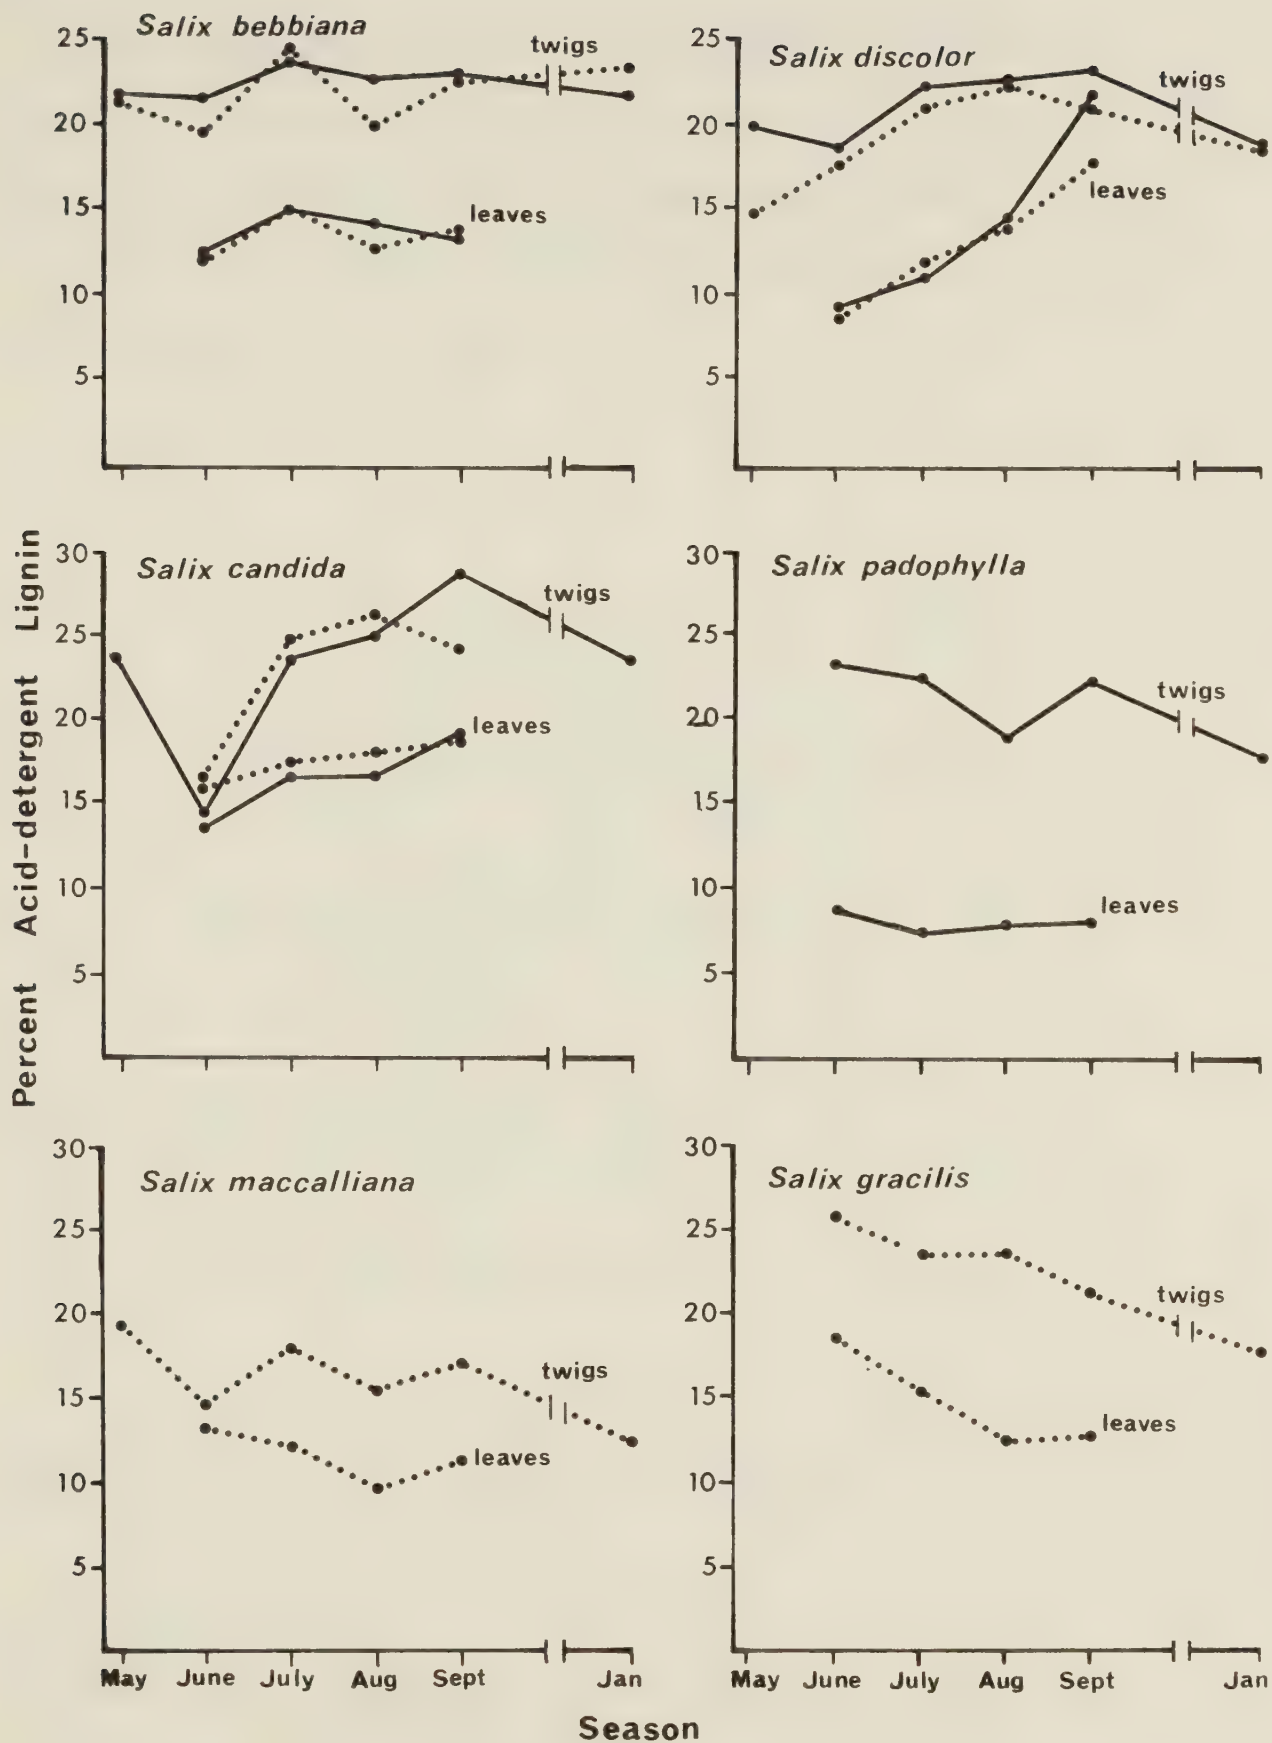 Percent Acid-detergent Lignin
Salix bebbiana
25
20
15
10
5
twigs
leaves
Salix discolor
25
20
15
10
5
twigs
leaves
Salix candida
30
25
20
15
10
5
twigs
leaves
Salix padophylla
30
25
20
15
10
5
twigs
leaves
Salix maccalliana
30
25
20
15
10
5
twigs
leaves
May June July Aug Sept Jan
Salix gracilis
30
25
20
15
10
5
twigs
leaves
May June July Aug Sept Jan
Season